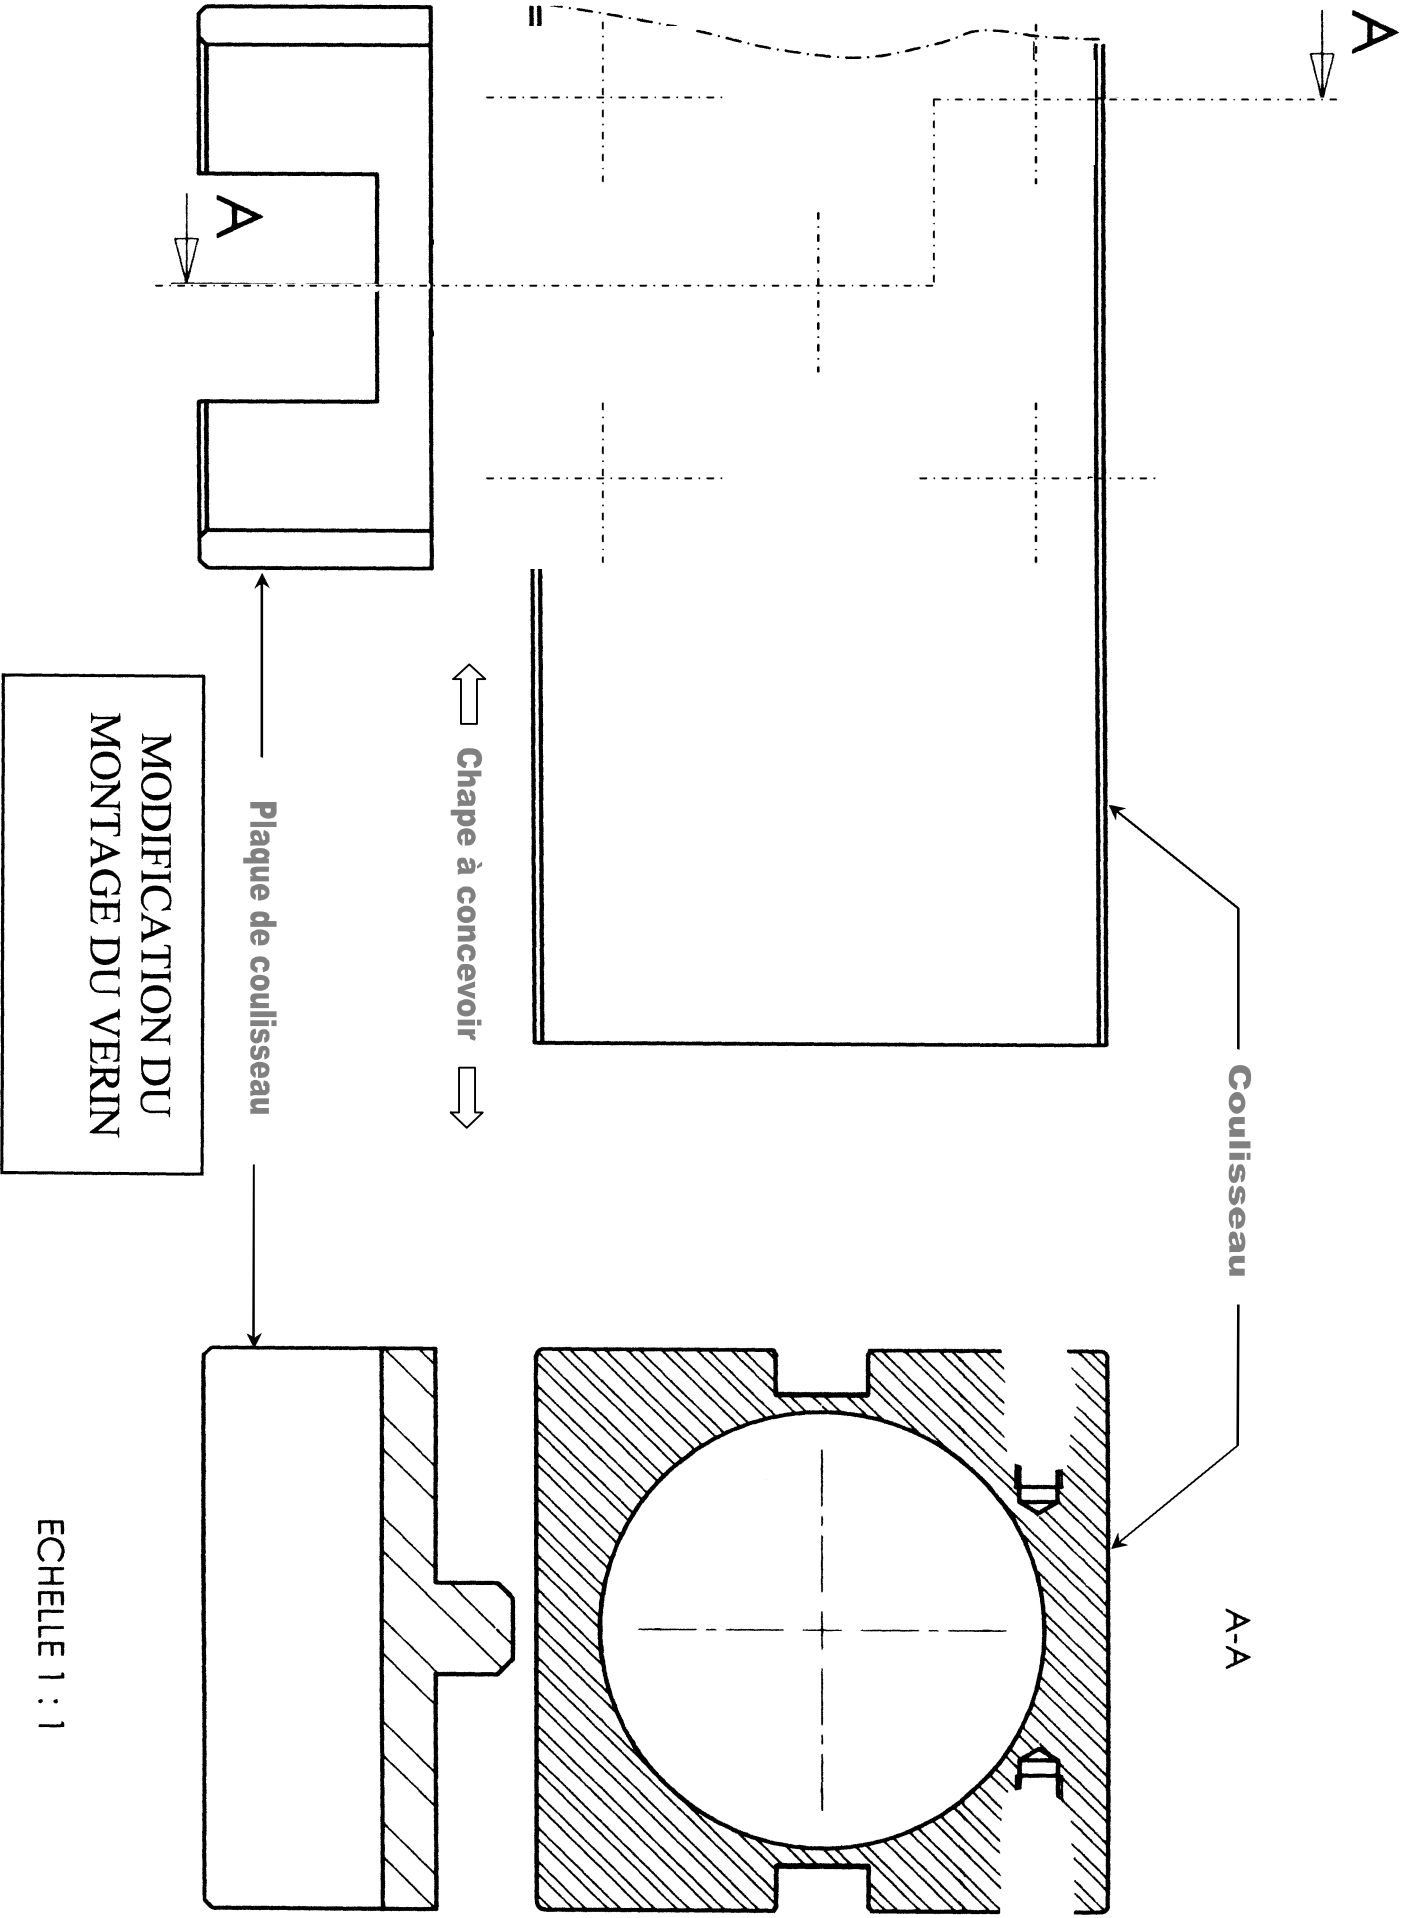 A
A
Coulisseau
A-A
Chape à concevoir
Plaque de coulisseau
MODIFICATION DU
MONTAGE DU VERIN
ECHELLE 1 : 1